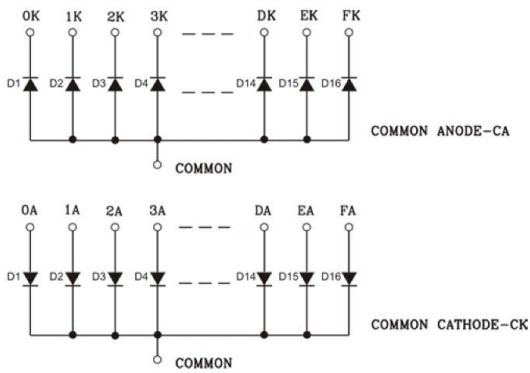 0K 1K 2K 3K DK EK FK
D1 D2 D3 D4 D14 D15 D16
COMMON ANODE-CA
COMMON
0A 1A 2A 3A DA EA FA
D1 D2 D3 D4 D14 D15 D16
COMMON CATHODE-CK
COMMON